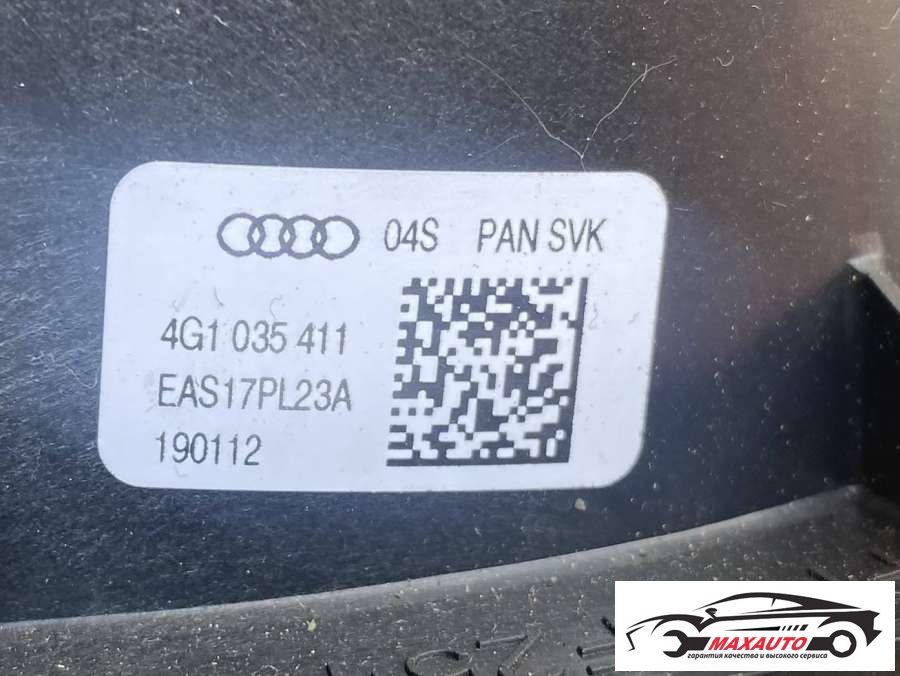 04S PAN SVK
4G1 035 411
EAS17PL23A
190112
MAXAUTO
гарантия качества и высокого сервиса